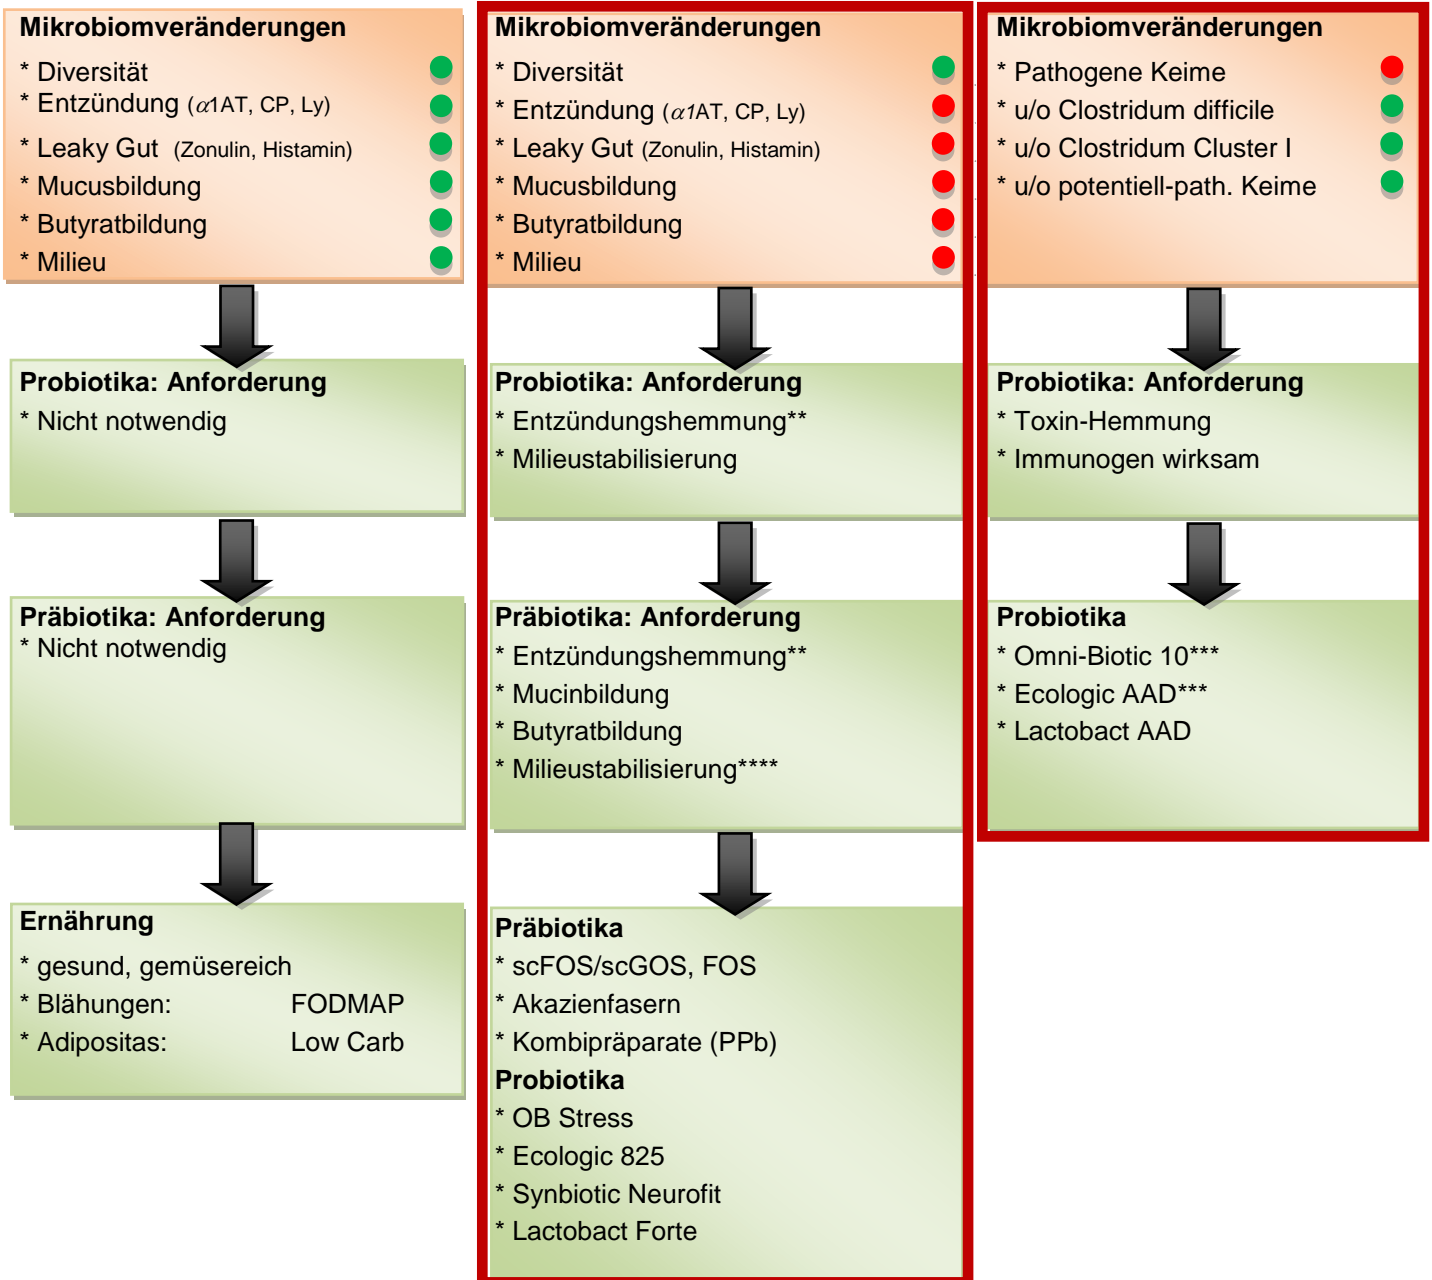 Mikrobiomveränderungen
* Diversität
* Entzündung (α1AT, CP, Ly)
* Leaky Gut (Zonulin, Histamin)
* Mucusbildung
* Butyratbildung
* Milieu
Probiotika: Anforderung
* Nicht notwendig
Präbiotika: Anforderung
* Nicht notwendig
Ernährung
* gesund, gemüsereich
* Blähungen: FODMAP
* Adipositas: Low Carb
Mikrobiomveränderungen
* Diversität
* Entzündung (α1AT, CP, Ly)
* Leaky Gut (Zonulin, Histamin)
* Mucusbildung
* Butyratbildung
* Milieu
Probiotika: Anforderung
* Entzündungshemmung**
* Milieustabilisierung
Präbiotika: Anforderung
* Entzündungshemmung**
* Mucinbildung
* Butyratbildung
* Milieustabilisierung****
Präbiotika
* scFOS/scGOS, FOS
* Akazienfasern
* Kombipräparate (PPb)
Probiotika
* OB Stress
* Ecologic 825
* Synbiotic Neurofit
* Lactobact Forte
Mikrobiomveränderungen
* Pathogene Keime
* u/o Clostridum difficile
* u/o Clostridum Cluster I
* u/o potentiell-path. Keime
Probiotika: Anforderung
* Toxin-Hemmung
* Immunogen wirksam
Probiotika
* Omni-Biotic 10***
* Ecologic AAD***
* Lactobact AAD